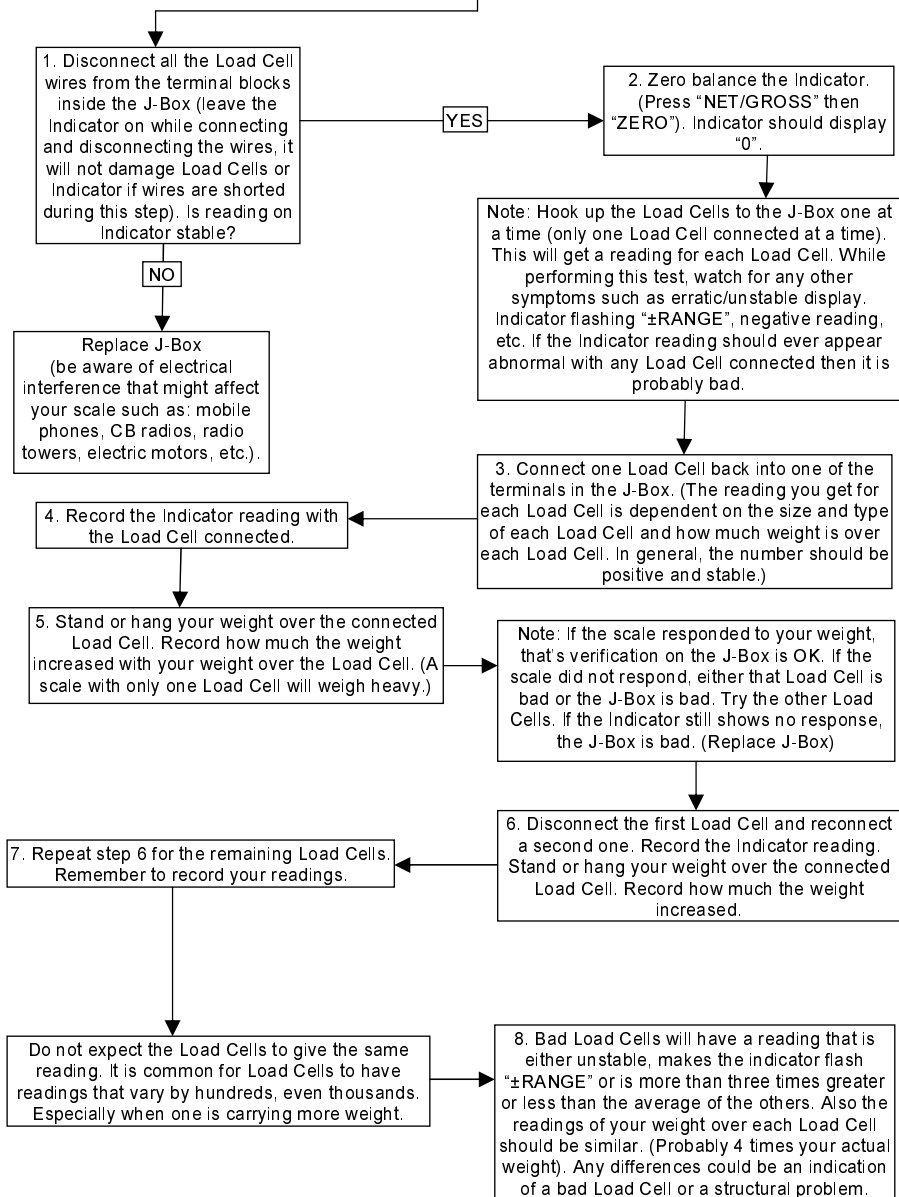 1. Disconnect all the Load Cell
wires from the terminal blocks
inside the J-Box (leave the
Indicator on while connecting
and disconnecting the wires, it
will not damage Load Cells or
Indicator if wires are shorted
during this step). Is reading on
Indicator stable?
YES
2. Zero balance the Indicator.
(Press “NET/GROSS” then
“ZERO”). Indicator should display
“0”.
NO
Replace J-Box
(be aware of electrical
interference that might affect
your scale such as: mobile
phones, CB radios, radio
towers, electric motors, etc.).
Note: Hook up the Load Cells to the J-Box one at
a time (only one Load Cell connected at a time).
This will get a reading for each Load Cell. While
performing this test, watch for any other
symptoms such as erratic/unstable display.
Indicator flashing “±RANGE”, negative reading,
etc. If the Indicator reading should ever appear
abnormal with any Load Cell connected then it is
probably bad.
3. Connect one Load Cell back into one of the
terminals in the J-Box. (The reading you get for
each Load Cell is dependent on the size and type
of each Load Cell and how much weight is over
each Load Cell. In general, the number should be
positive and stable.)
4. Record the Indicator reading with
the Load Cell connected.
5. Stand or hang your weight over the connected
Load Cell. Record how much the weight
increased with your weight over the Load Cell. (A
scale with only one Load Cell will weigh heavy.)
Note: If the scale responded to your weight,
that's verification on the J-Box is OK. If the
scale did not respond, either that Load Cell is
bad or the J-Box is bad. Try the other Load
Cells. If the Indicator still shows no response,
the J-Box is bad. (Replace J-Box)
6. Disconnect the first Load Cell and reconnect
a second one. Record the Indicator reading.
Stand or hang your weight over the connected
Load Cell. Record how much the weight
increased.
7. Repeat step 6 for the remaining Load Cells.
Remember to record your readings.
Do not expect the Load Cells to give the same
reading. It is common for Load Cells to have
readings that vary by hundreds, even thousands.
Especially when one is carrying more weight.
8. Bad Load Cells will have a reading that is
either unstable, makes the indicator flash
“±RANGE” or is more than three times greater
or less than the average of the others. Also the
readings of your weight over each Load Cell
should be similar. (Probably 4 times your actual
weight). Any differences could be an indication
of a bad Load Cell or a structural problem.